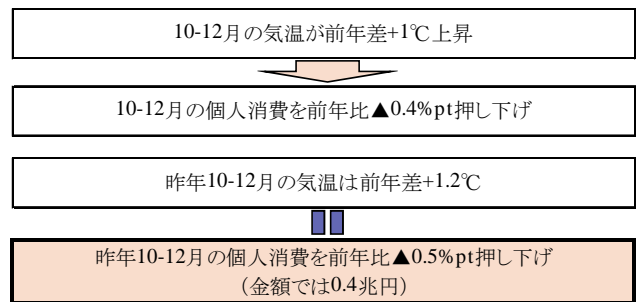 10-12月の気温が前年差+1℃上昇
10-12月の個人消費を前年比▲0.4%pt押し下げ
昨年10-12月の気温は前年差+1.2℃
昨年10-12月の個人消費を前年比▲0.5%pt押し下げ
（金額では0.4兆円）